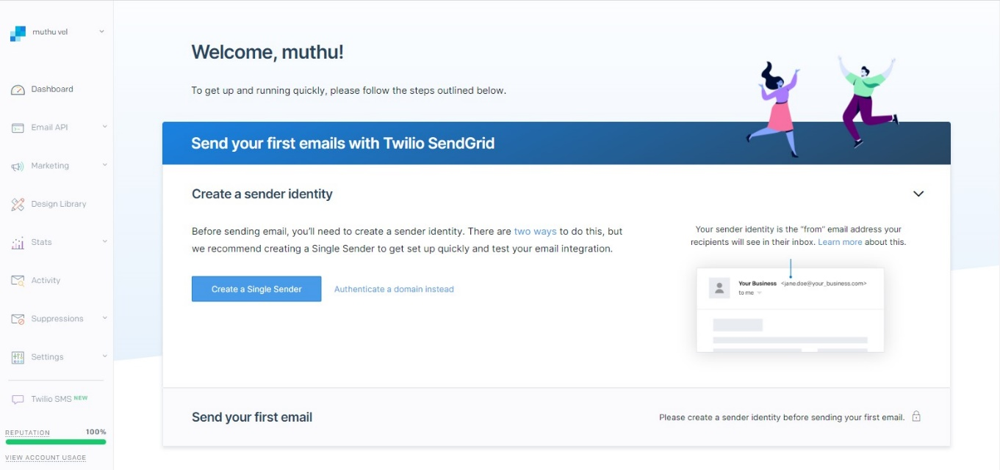 muthu vel
Dashboard
Email API
Marketing
Design Library
Stats
Activity
Suppressions
Settings
Twilio SMS NEW
REPUTATION 100%
VIEW ACCOUNT USAGE
Welcome, muthu!
To get up and running quickly, please follow the steps outlined below.
Send your first emails with Twilio SendGrid
Create a sender identity
Before sending email, you’ll need to create a sender identity. There are two ways to do this, but
we recommend creating a Single Sender to get set up quickly and test your email integration.
Create a Single Sender Authenticate a domain instead
Your sender identity is the “from” email address your
recipients will see in their inbox. Learn more about this.
Your Business <jane.doe@your_business.com>
to me
Send your first email
Please create a sender identity before sending your first email.